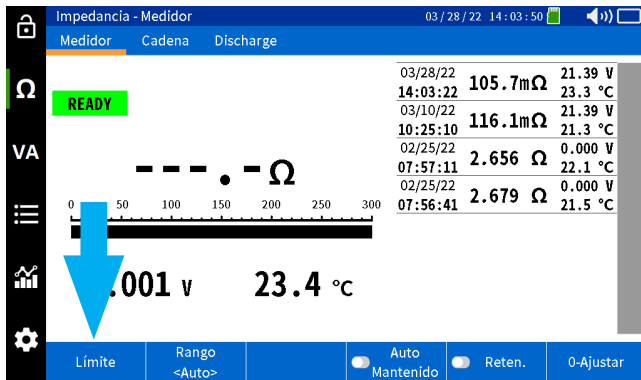 Impedancia - Medidor 03/28/22 14:03:50
Medidor Cadena Discharge
Ω
VA
READY
---.-Ω
0 50 100 150 200 250 300
.001 V 23.4 °C
03/28/22 14:03:22 105.7mΩ 21.39 V 23.3 °C
03/10/22 10:25:10 116.1mΩ 21.39 V 21.3 °C
02/25/22 07:57:11 2.656 Ω 0.000 V 22.1 °C
02/25/22 07:56:41 2.679 Ω 0.000 V 21.5 °C
Límite
Rango
<Auto>
Auto
Mantenido
Reten.
0-Ajustar